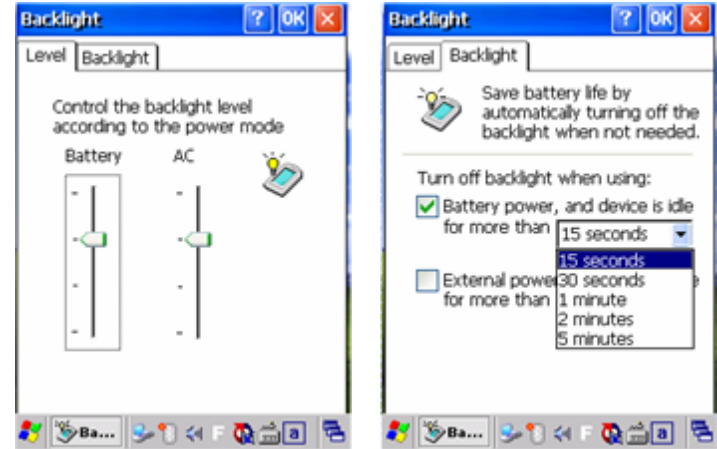 Backlight ? OK
Level Backlight
Control the backlight level
according to the power mode
Battery AC
Ba...
F
a
Backlight ? OK
Level Backlight
Save battery life by
automatically turning off the
backlight when not needed.
Turn off backlight when using:
Battery power, and device is idle
for more than 15 seconds
15 seconds
External power 30 seconds
for more than 1 minute
2 minutes
5 minutes
Ba...
F
a